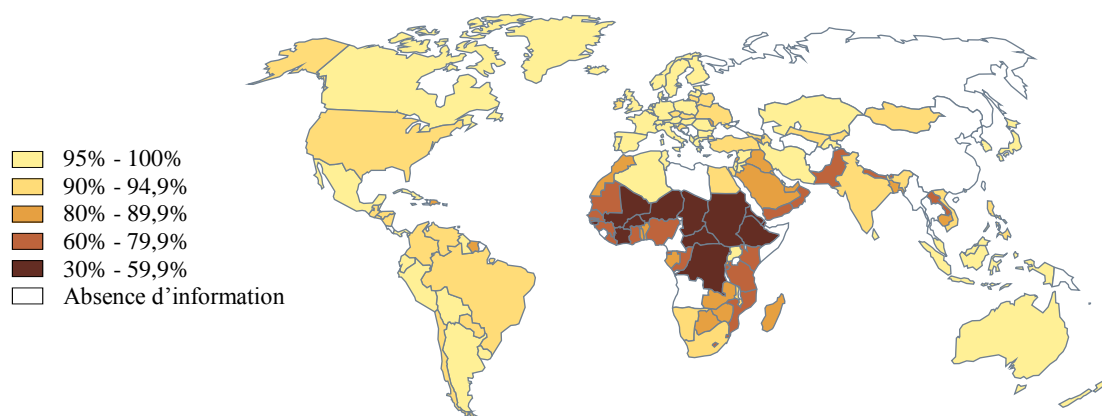 95% - 100%
90% - 94,9%
80% - 89,9%
60% - 79,9%
30% - 59,9%
Absence d’information